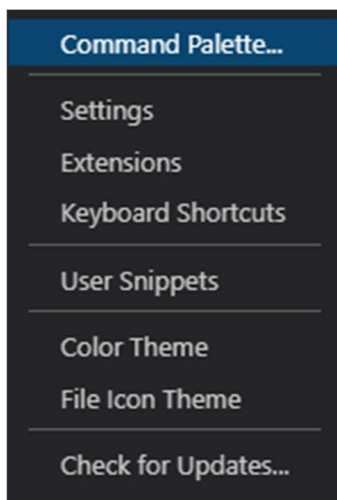 Command Palette...
Settings
Extensions
Keyboard Shortcuts
User Snippets
Color Theme
File Icon Theme
Check for Updates...